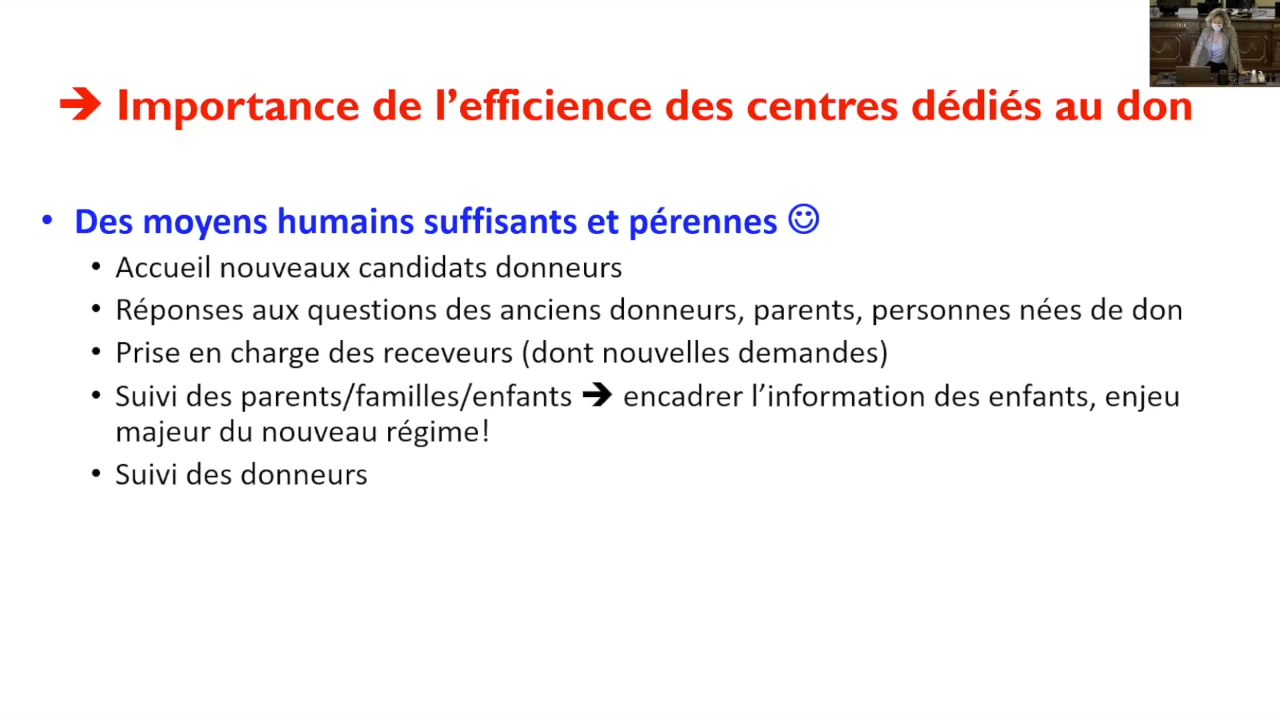 ➔ Importance de l’efficience des centres dédiés au don
• Des moyens humains suffisants et pérennes ☺
• Accueil nouveaux candidats donneurs
• Réponses aux questions des anciens donneurs, parents, personnes nées de don
• Prise en charge des receveurs (dont nouvelles demandes)
• Suivi des parents/familles/enfants ➔ encadrer l’information des enfants, enjeu
majeur du nouveau régime!
• Suivi des donneurs